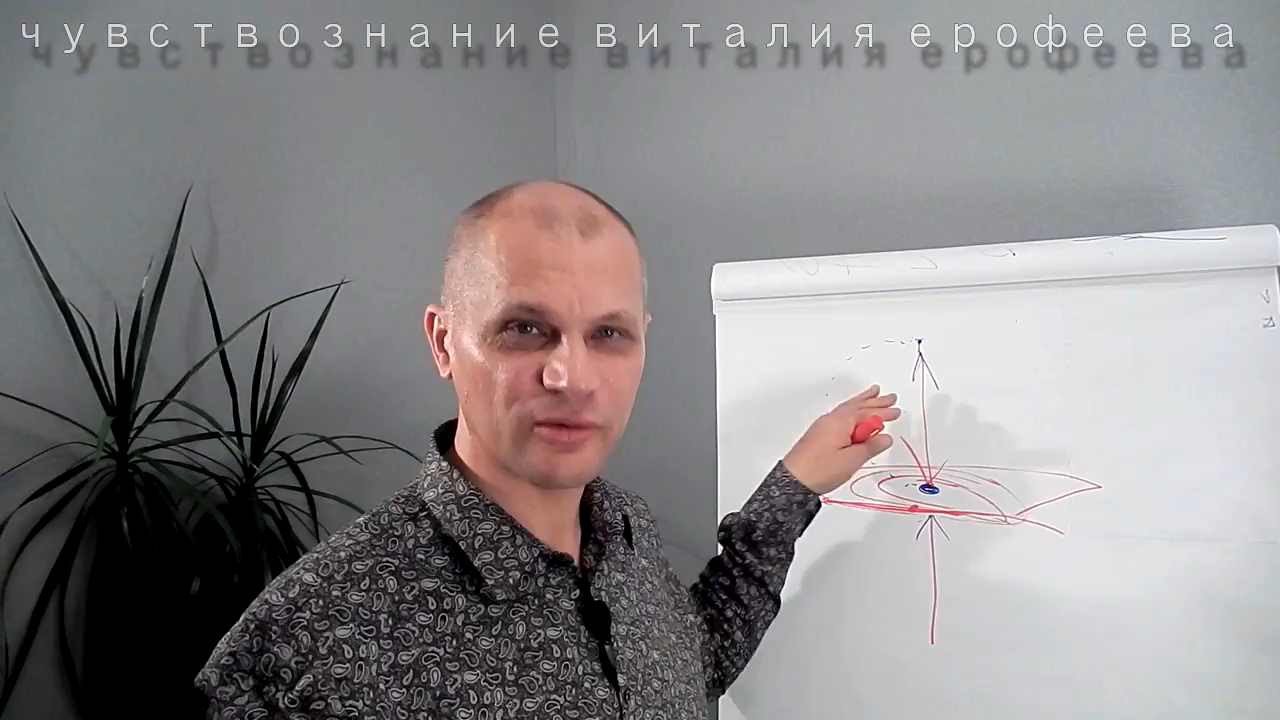 чувствознание виталия ерофеева